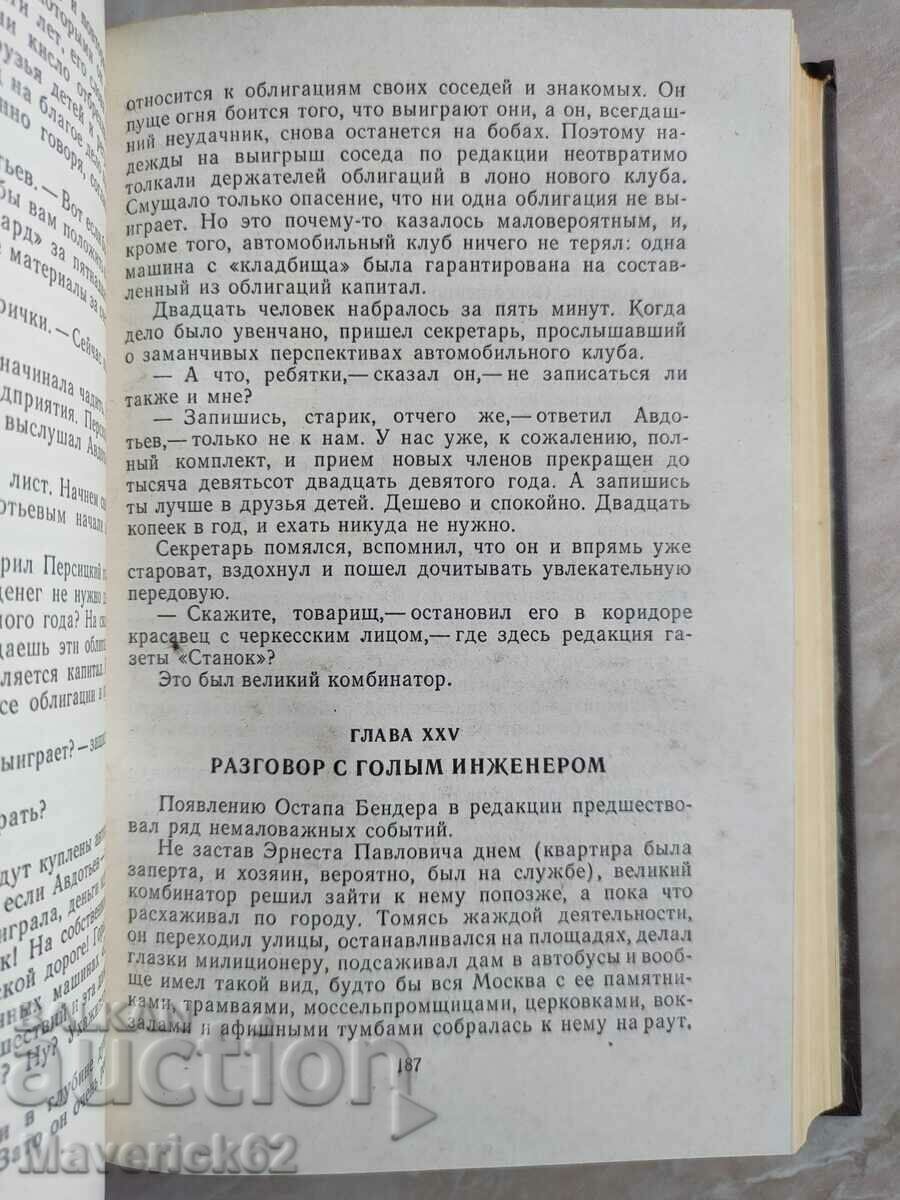 относится к облигациям своих соседей и знакомых. Он
пуще огня боится того, что выиграют они, а он, всегдаш-
ний неудачник, снова останется на бобах. Поэтому на-
дежды на выигрыш соседа по редакции неотвратимо
толкали держателей облигаций в лоно нового клуба.
Смущало только опасение, что ни одна облигация не вы-
играет. Но это почему-то казалось маловероятным, и,
кроме того, автомобильный клуб ничего не терял: одна
машина с «кладбища» была гарантирована на состав-
ленный из облигаций капитал.
Двадцать человек набралось за пять минут. Когда
дело было увенчано, пришел секретарь, прослышавший
о заманчивых перспективах автомобильного клуба.
— А что, ребятки,— сказал он,— не записаться ли
также и мне?
— Запишись, старик, отчего же,— ответил Авдо-
тьев,— только не к нам. У нас уже, к сожалению, пол-
ный комплект, и прием новых членов прекращен до
тысяча девятьсот двадцать девятого года. А запишись
ты лучше в друзья детей. Дешево и спокойно. Двадцать
копеек в год, и ехать никуда не нужно.
Секретарь помялся, вспомнил, что он и впрямь уже
староват, вздохнул и пошел дочитывать увлекательную
передовую.
— Скажите, товарищ,— остановил его в коридоре
красавец с черкесским лицом,— где здесь редакция га-
зеты «Станок»?
Это был великий комбинатор.
ГЛАВА XXV
РАЗГОВОР С ГОЛЫМ ИНЖЕНЕРОМ
Появлению Остапа Бендера в редакции предшество-
вал ряд немаловажных событий.
Не застав Эрнеста Павловича днем (квартира была
заперта, и хозяин, вероятно, был на службе), великий
комбинатор решил зайти к нему попозже, а пока что
расхаживал по городу. Томясь жаждой деятельности,
он переходил улицы, останавливался на площадях, делал
глазки милиционеру, подсаживал дам в автобусы и вооб-
ще имел такой вид, будто бы вся Москва с ее памятни-
ками, трамваями, моссельпромщицами, церковками, вок-
залами и афишными тумбами собралась к нему на раут.
187
BALKAN
auction
Maverick62